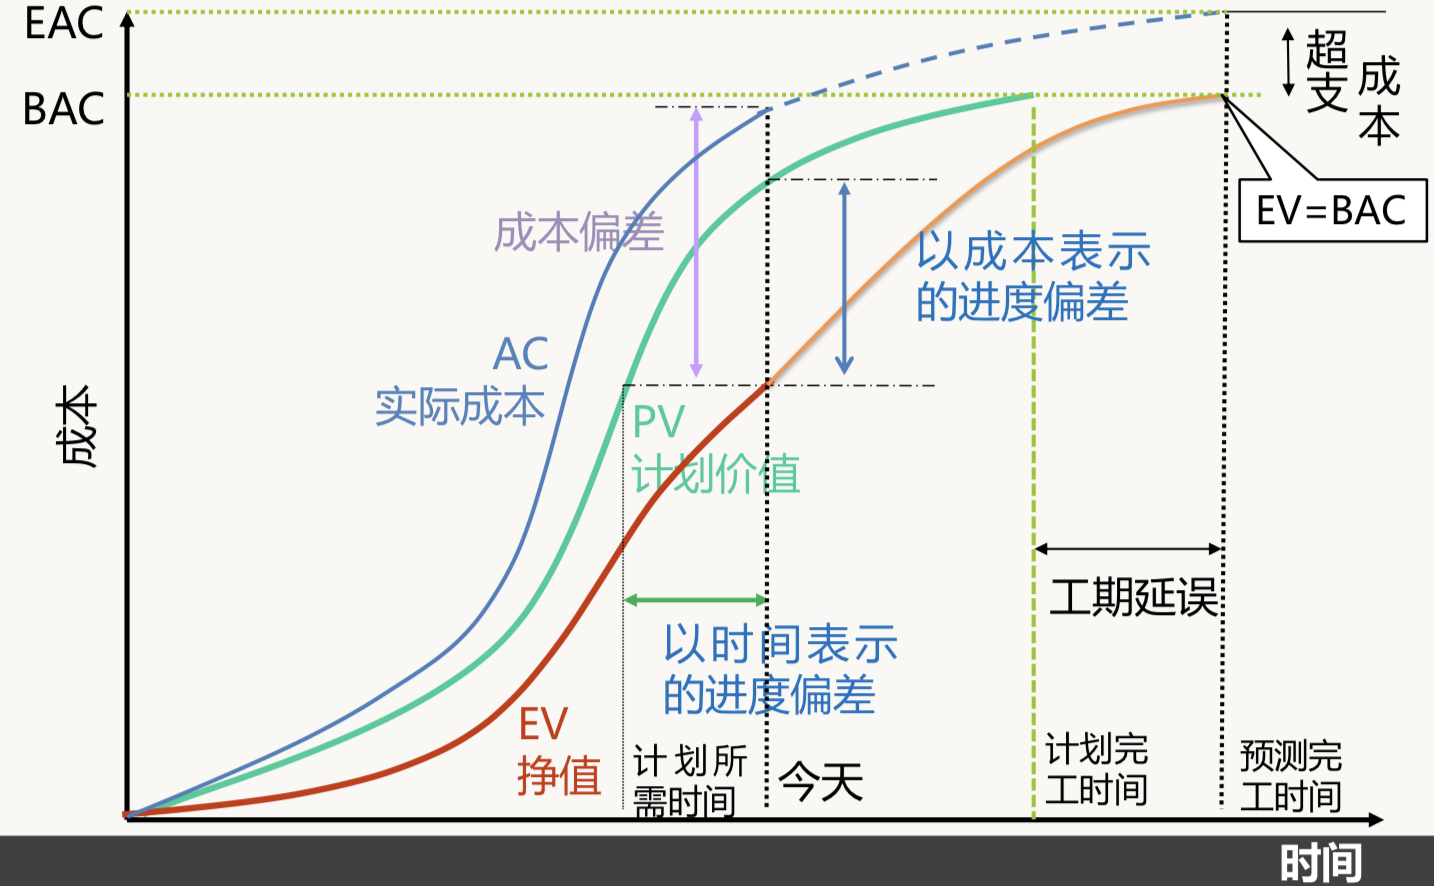 EAC
BAC
超支
成本
EV=BAC
成本偏差
以成本表示
的进度偏差
AC
实际成本
成本
PV
计划价值
工期延误
以时间表示
的进度偏差
EV
挣值
计划所
需时间
今天
计划完
工时间
预测完
工时间
时间